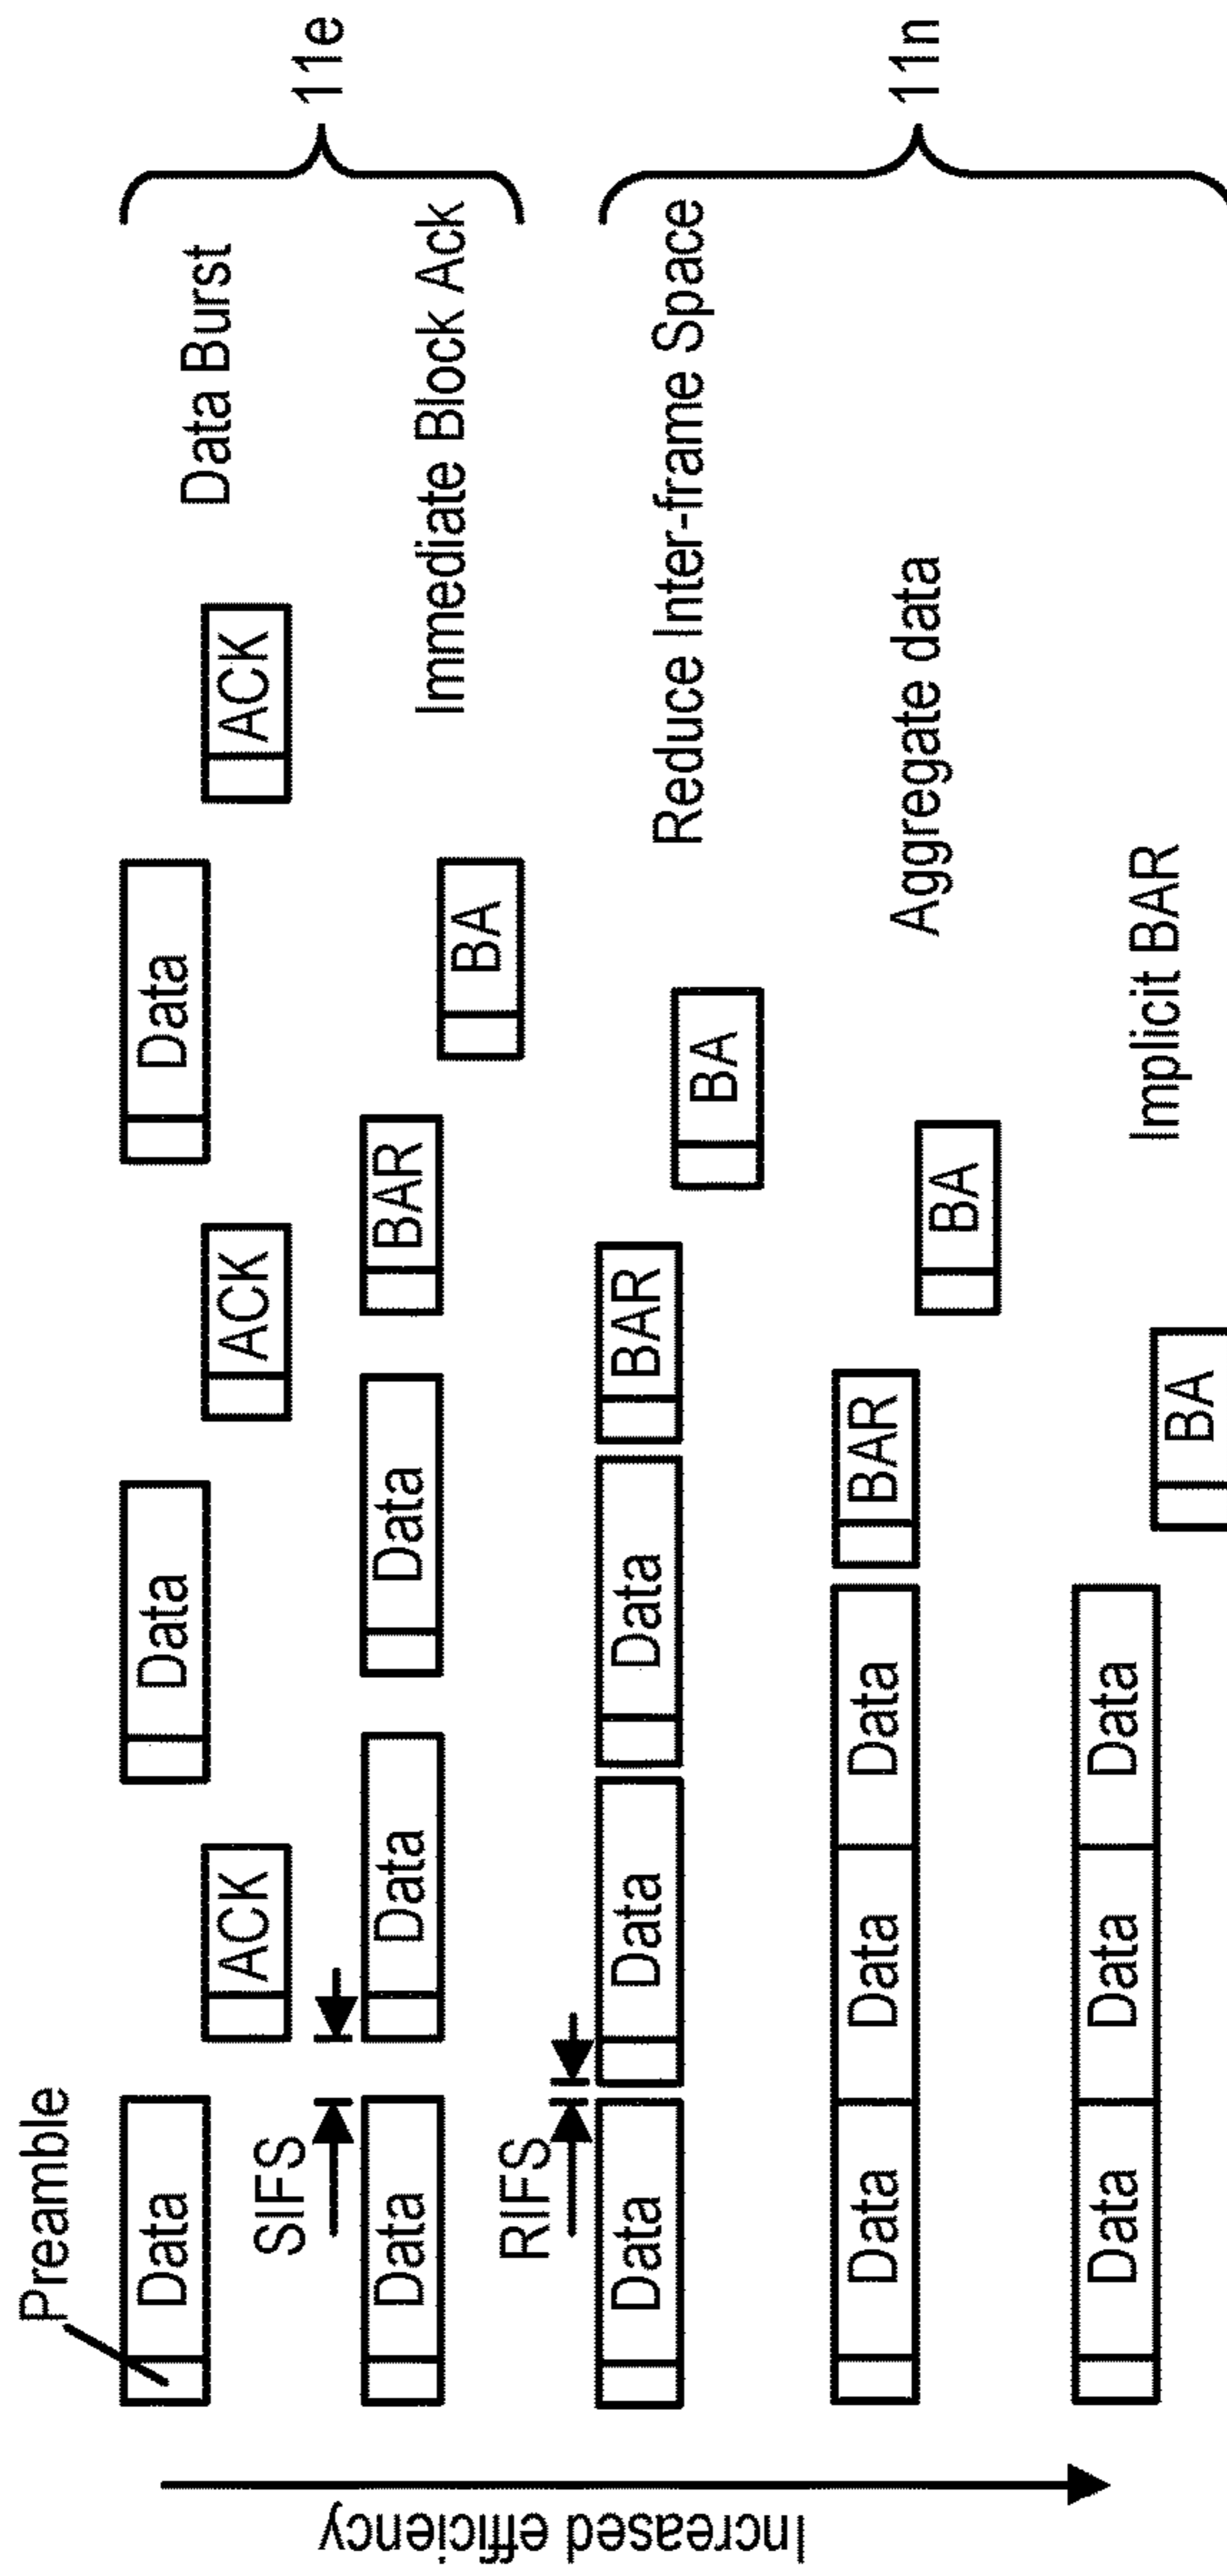 Preamble
Data
Data
Data
Data Burst
11e
ACK
ACK
ACK
SIFS
Data
Data
Data
BAR
Immediate Block Ack
BA
RIFS
Data
Data
Data
BAR
Reduce Inter-frame Space
BA
11n
Data
Data
Data
BAR
Aggregate data
BA
Data
Data
Data
Implicit BAR
BA
Increased efficiency